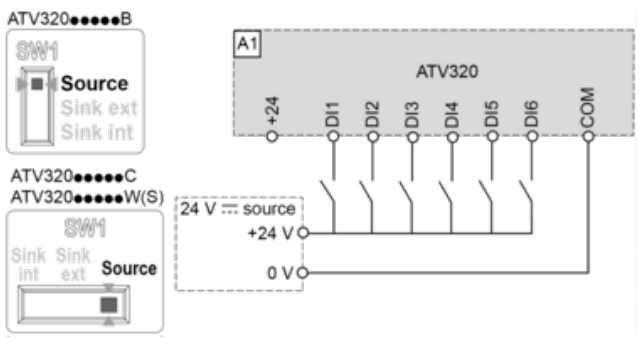 ATV320●●●●●B
SW1
Source
Sink ext
Sink int
ATV320●●●●●C
ATV320●●●●●W(S)
SW1
Sink int
Sink ext
Source
A1
ATV320
+24
DI1
DI2
DI3
DI4
DI5
DI6
COM
24 V ⎓ source
+24 V
0 V